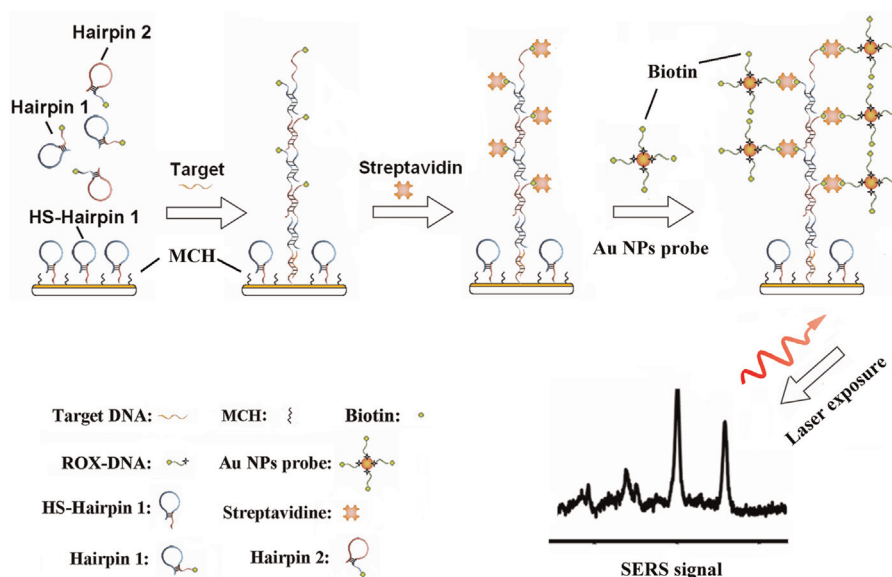 Hairpin 2
Hairpin 1
HS-Hairpin 1
Target
MCH
Streptavidin
Biotin
Au NPs probe
Laser exposure
Target DNA:
MCH:
Biotin:
ROX-DNA:
Au NPs probe:
HS-Hairpin 1:
Streptavidine:
Hairpin 1:
Hairpin 2:
SERS signal